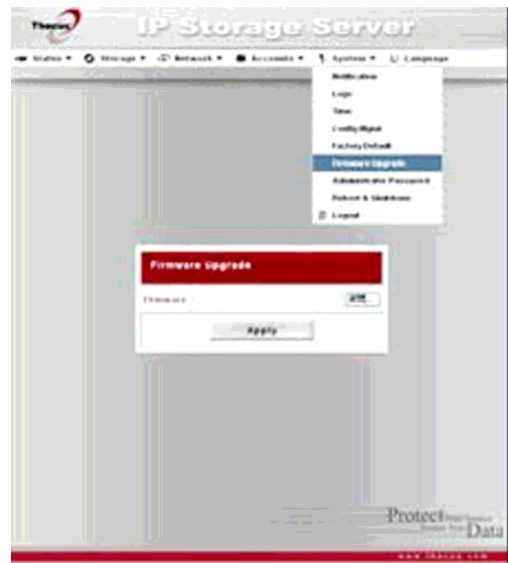 Thecus
IP Storage Server
Status Storage Network Accounts System Language
Notification
Logs
Time
Config Mgmt
Factory Default
Firmware Upgrade
Administrator Password
Reboot & Shutdown
Logout
Firmware Upgrade
Firmware
Apply
Protect
Data
www.thecus.com